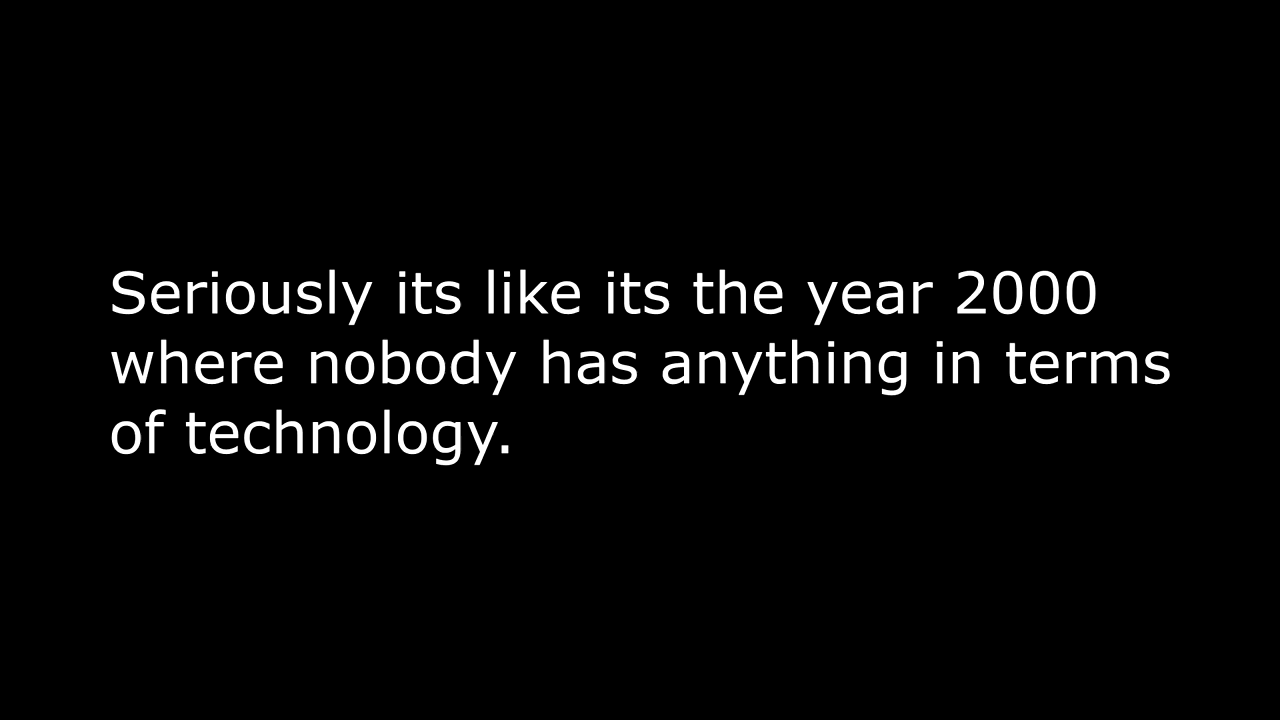 Seriously its like its the year 2000
where nobody has anything in terms
of technology.